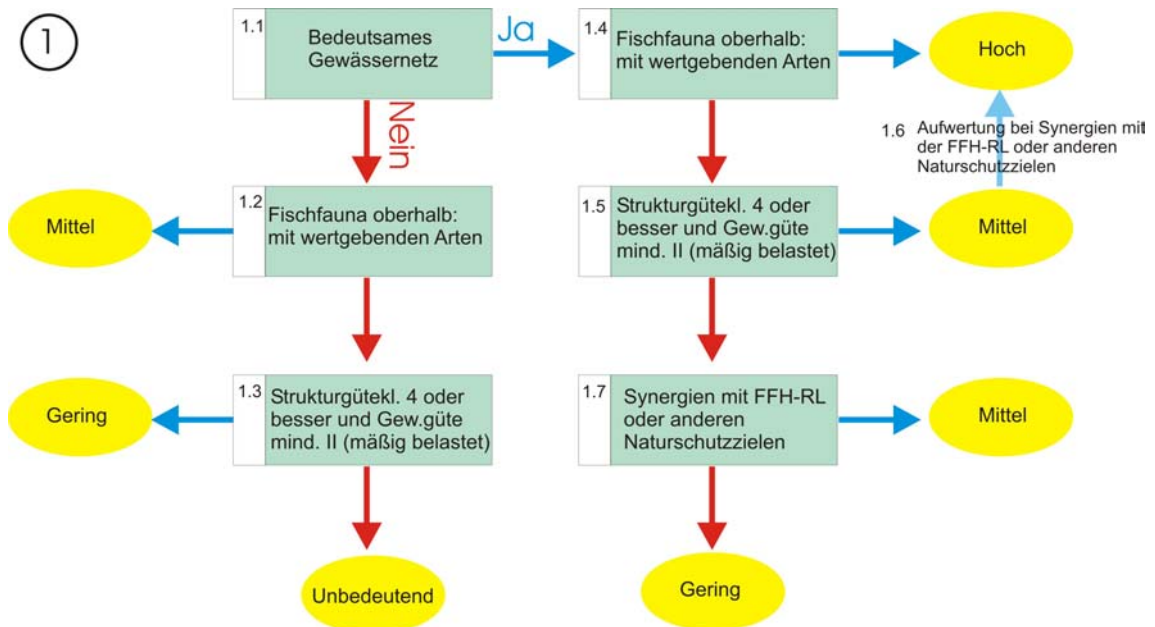 1
1.1
Bedeutsames
Gewässernetz
Ja
1.4
Fischfauna oberhalb:
mit wertgebenden Arten
Hoch
Nein
1.6 Aufwertung bei Synergien mit
der FFH-RL oder anderen
Naturschutzzielen
Mittel
1.2
Fischfauna oberhalb:
mit wertgebenden Arten
1.5
Strukturgütekl. 4 oder
besser und Gew.güte
mind. II (mäßig belastet)
Mittel
Gering
1.3
Strukturgütekl. 4 oder
besser und Gew.güte
mind. II (mäßig belastet)
1.7
Synergien mit FFH-RL
oder anderen
Naturschutzzielen
Mittel
Unbedeutend
Gering